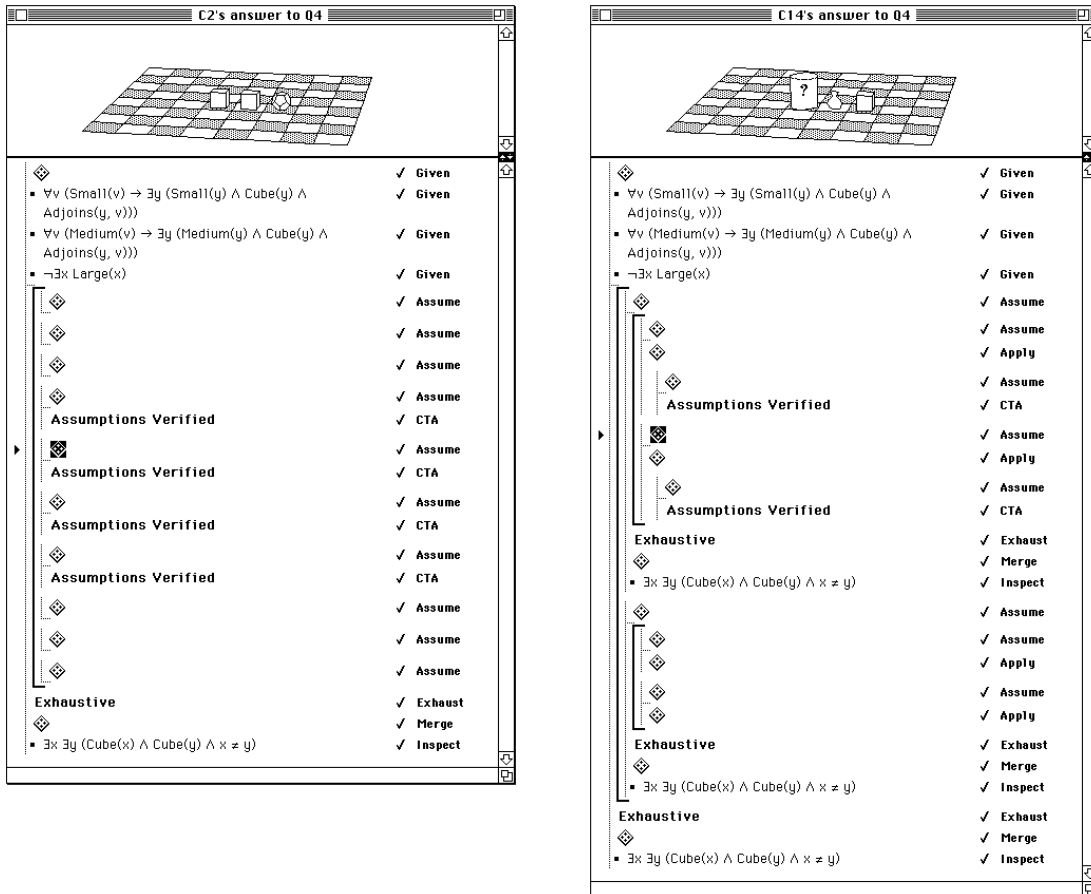 C2's answer to Q4
✓ Given
∀v (Small(v) → ∃y (Small(y) ∧ Cube(y) ∧ ✓ Given
Adjoins(y, v)))
∀v (Medium(v) → ∃y (Medium(y) ∧ Cube(y) ∧ ✓ Given
Adjoins(y, v)))
¬∃x Large(x) ✓ Given
✓ Assume
✓ Assume
✓ Assume
✓ Assume
Assumptions Verified ✓ CTA
✓ Assume
Assumptions Verified ✓ CTA
✓ Assume
Assumptions Verified ✓ CTA
✓ Assume
Assumptions Verified ✓ CTA
✓ Assume
✓ Assume
✓ Assume
Exhaustive ✓ Exhaust
✓ Merge
∃x ∃y (Cube(x) ∧ Cube(y) ∧ x ≠ y) ✓ Inspect
C14's answer to Q4
?
✓ Given
∀v (Small(v) → ∃y (Small(y) ∧ Cube(y) ∧ ✓ Given
Adjoins(y, v)))
∀v (Medium(v) → ∃y (Medium(y) ∧ Cube(y) ∧ ✓ Given
Adjoins(y, v)))
¬∃x Large(x) ✓ Given
✓ Assume
✓ Assume
✓ Apply
✓ Assume
Assumptions Verified ✓ CTA
✓ Assume
✓ Apply
✓ Assume
Assumptions Verified ✓ CTA
Exhaustive ✓ Exhaust
✓ Merge
∃x ∃y (Cube(x) ∧ Cube(y) ∧ x ≠ y) ✓ Inspect
✓ Assume
✓ Assume
✓ Apply
✓ Assume
✓ Apply
Exhaustive ✓ Exhaust
✓ Merge
∃x ∃y (Cube(x) ∧ Cube(y) ∧ x ≠ y) ✓ Inspect
Exhaustive ✓ Exhaust
✓ Merge
∃x ∃y (Cube(x) ∧ Cube(y) ∧ x ≠ y) ✓ Inspect